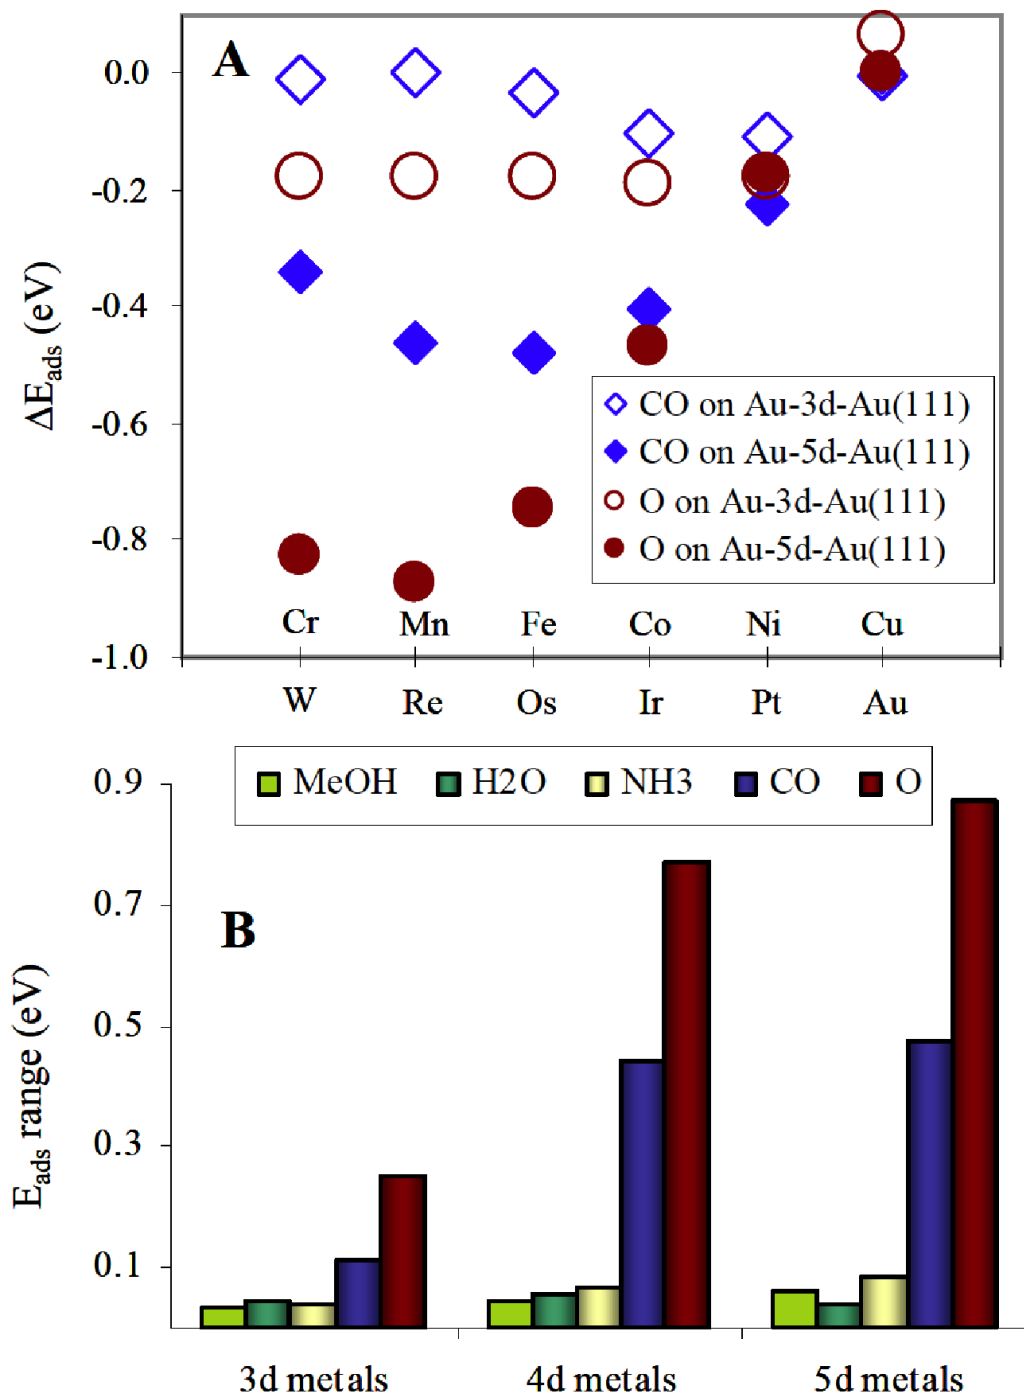 A
0.0
-0.2
-0.4
-0.6
-0.8
-1.0
ΔEads (eV)
CO on Au-3d-Au(111)
CO on Au-5d-Au(111)
O on Au-3d-Au(111)
O on Au-5d-Au(111)
Cr Mn Fe Co Ni Cu
W Re Os Ir Pt Au
MeOH H2O NH3 CO O
B
0.9
0.7
0.5
0.3
0.1
Eads range (eV)
3d metals 4d metals 5d metals